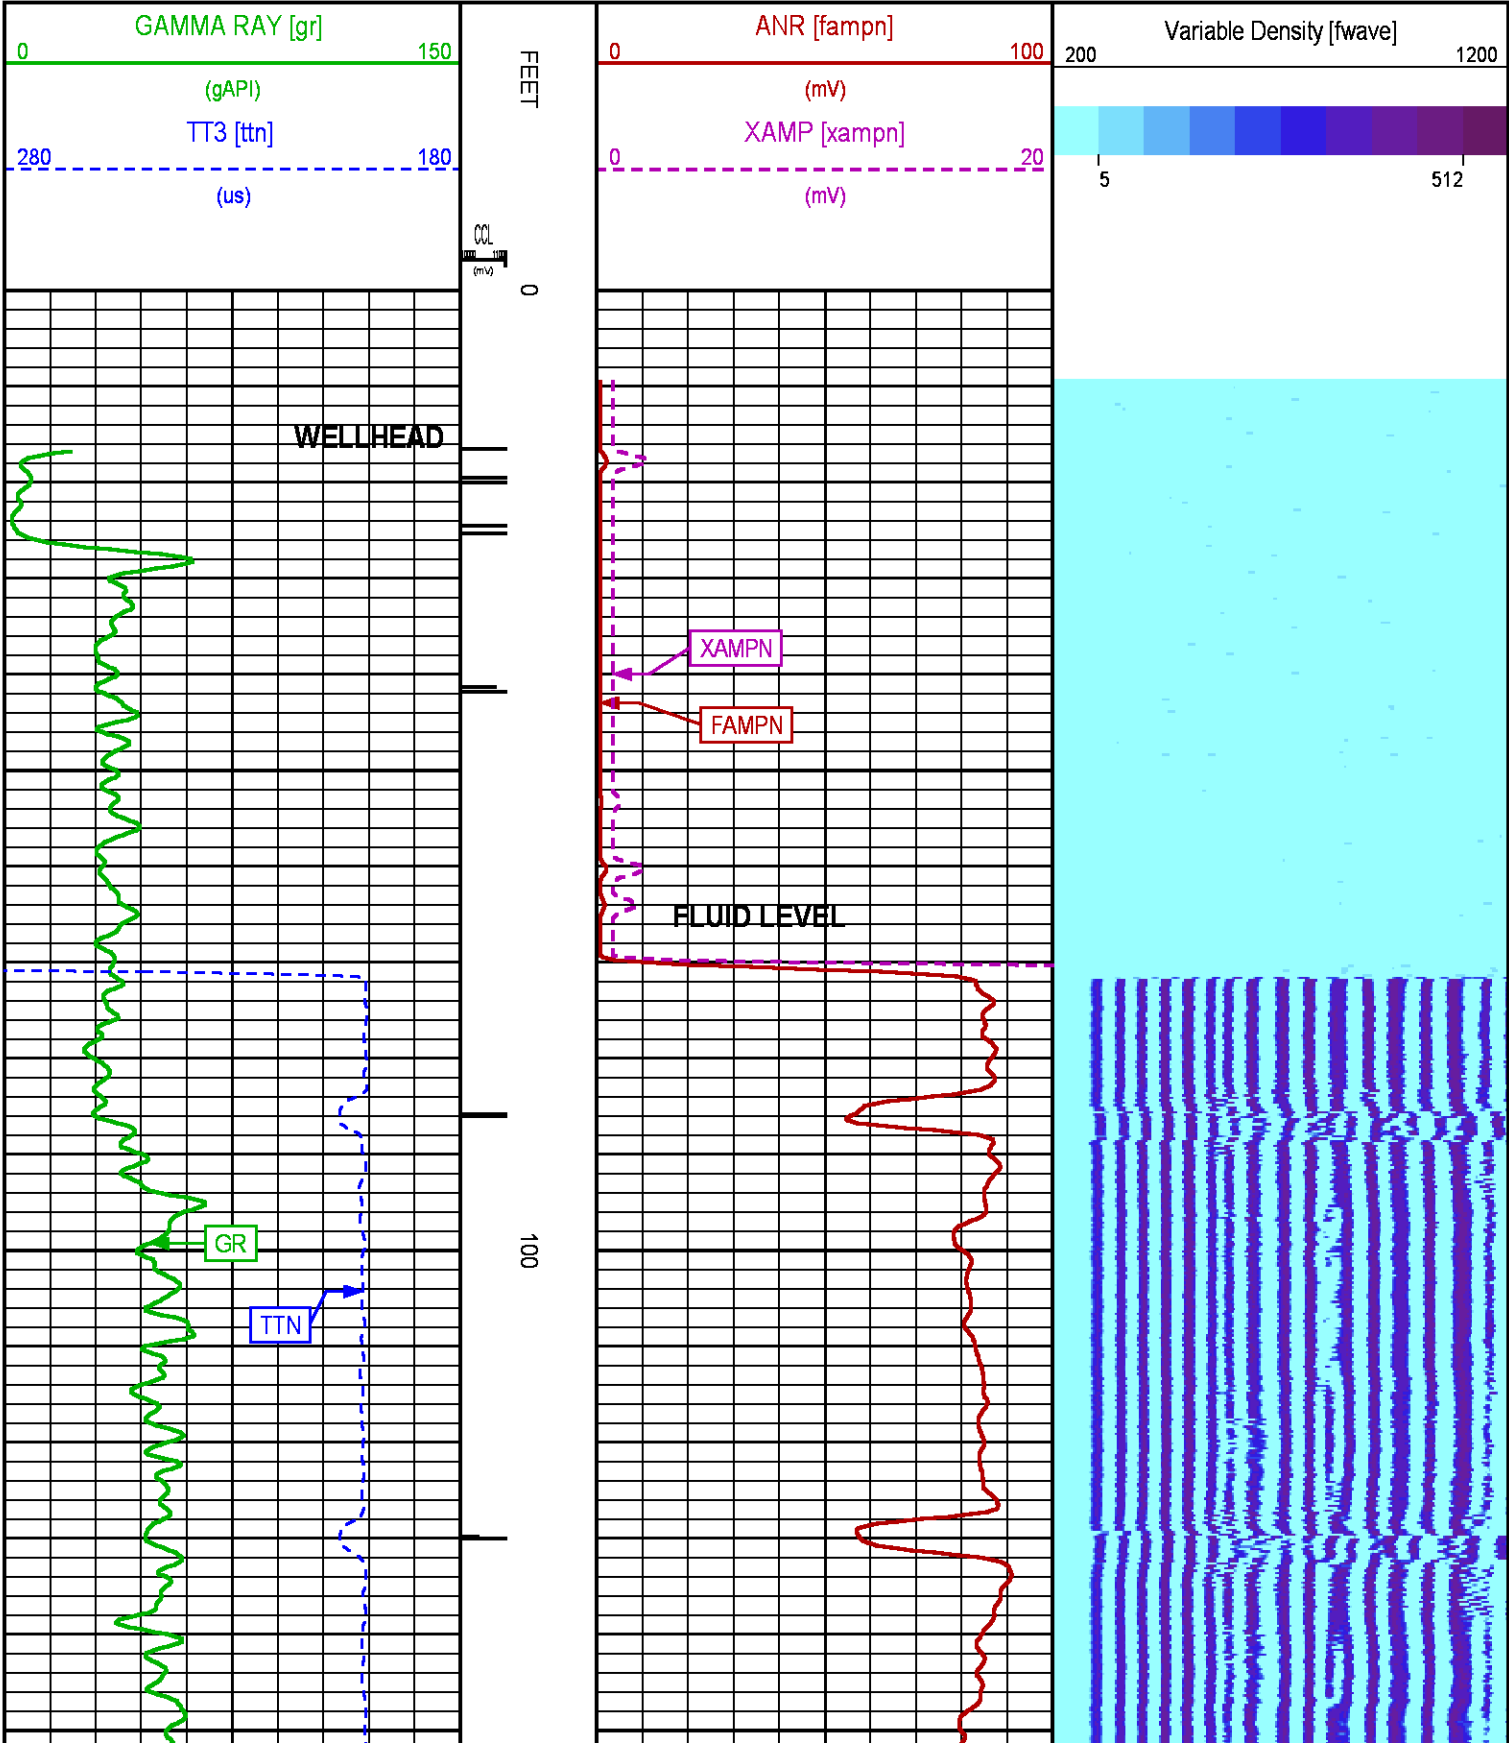 GAMMA RAY [gr]
0 150
(gAPI)
TT3 [ttn]
280 180
(us)
FEET
CCL
(mV)
ANR [fampn]
0 100
(mV)
XAMP [xampn]
0 20
(mV)
Variable Density [fwave]
200 1200
5 512
0
WELLHEAD
XAMPN
FAMPN
FLUID LEVEL
GR
100
TTN